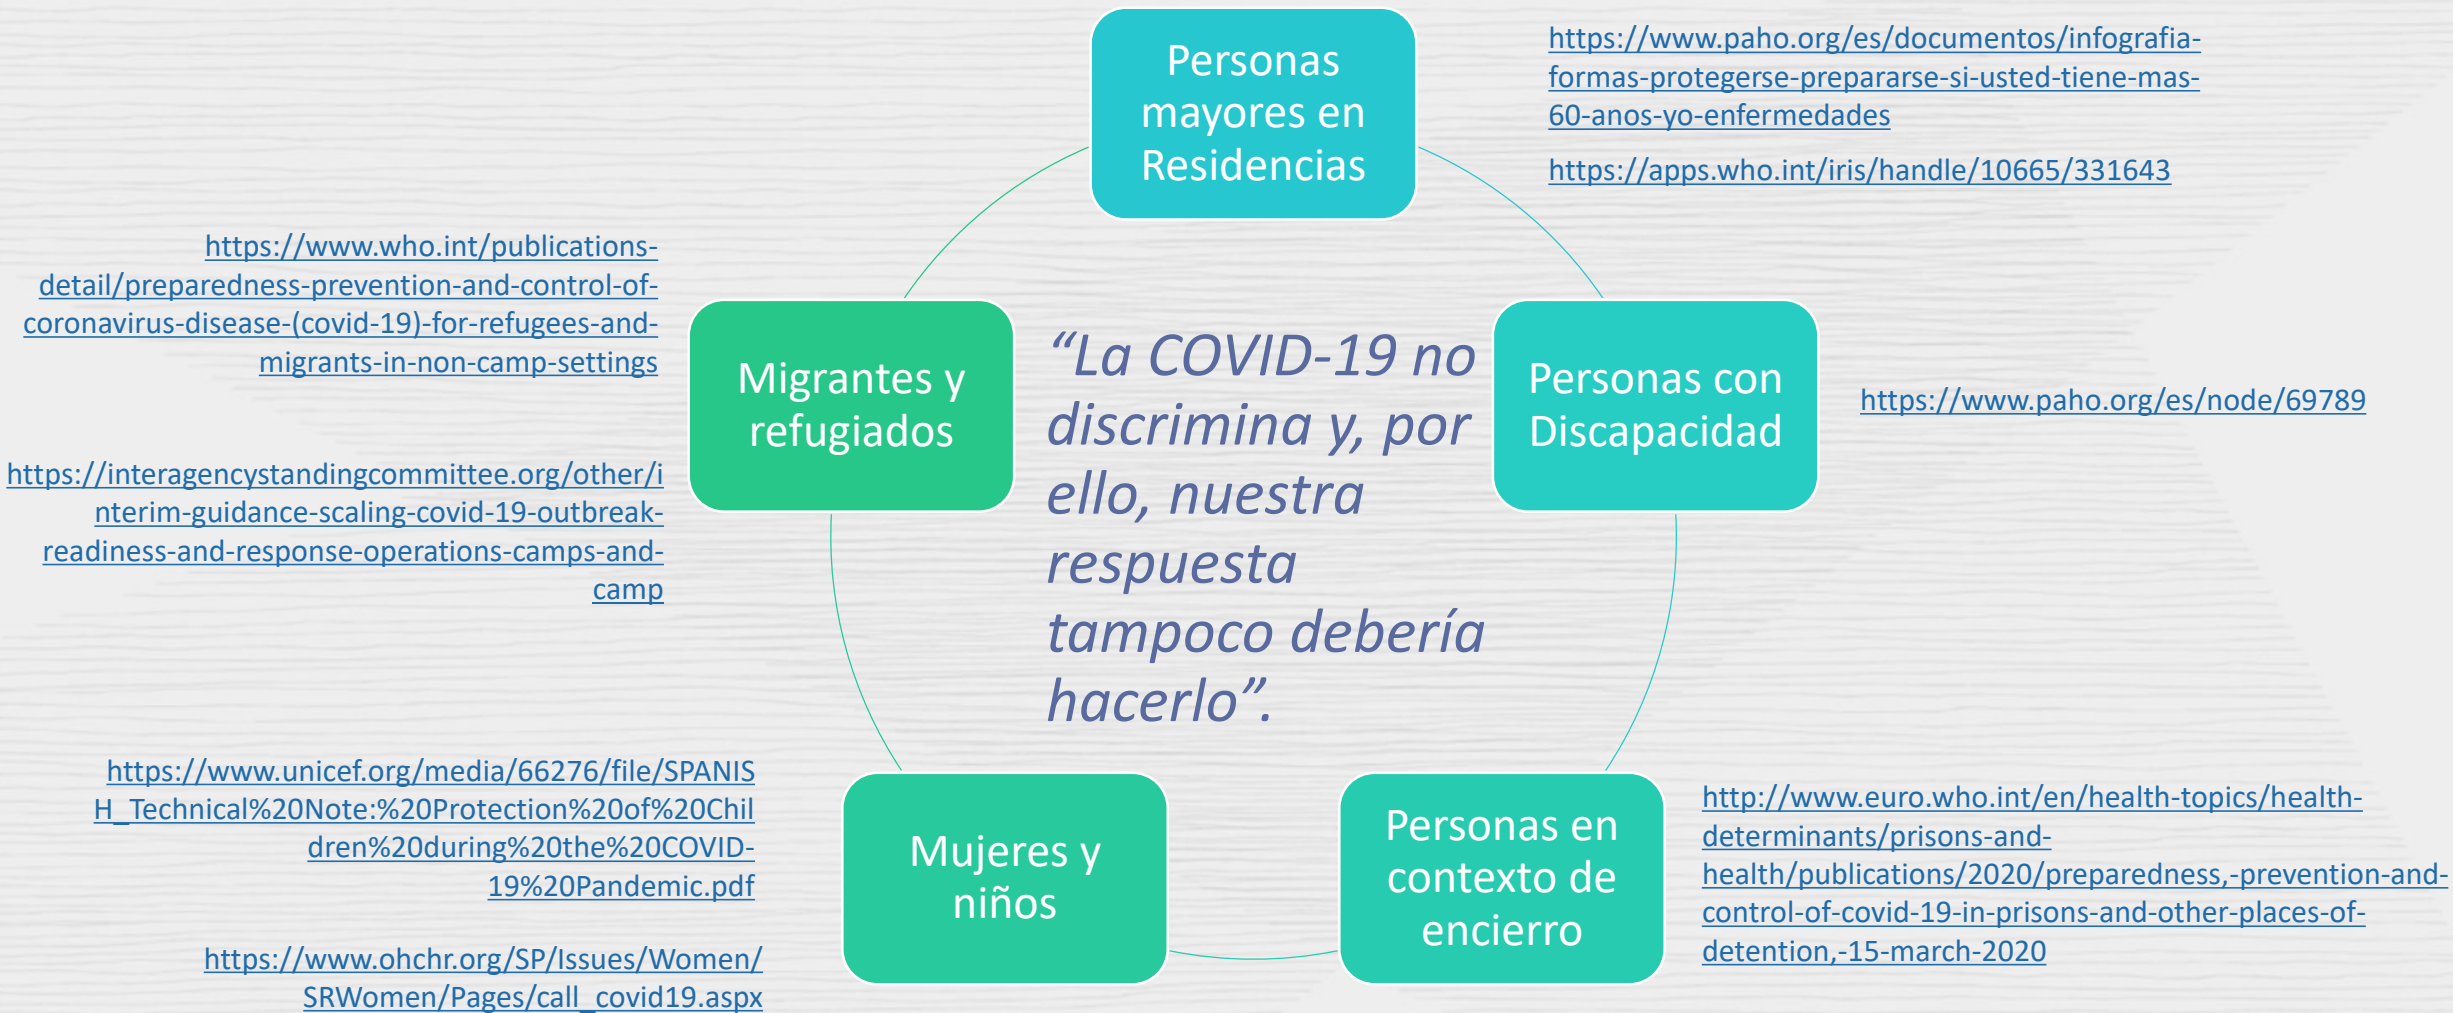 Personas
mayores en
Residencias
https://www.paho.org/es/documentos/infografia-
formas-protegerse-prepararse-si-usted-tiene-mas-
60-anos-yo-enfermedades
https://apps.who.int/iris/handle/10665/331643
Personas con
Discapacidad
https://www.paho.org/es/node/69789
Personas en
contexto de
encierro
http://www.euro.who.int/en/health-topics/health-
determinants/prisons-and-
health/publications/2020/preparedness,-prevention-and-
control-of-covid-19-in-prisons-and-other-places-of-
detention,-15-march-2020
Mujeres y
niños
https://www.unicef.org/media/66276/file/SPANIS
H_Technical%20Note:%20Protection%20of%20Chil
dren%20during%20the%20COVID-
19%20Pandemic.pdf
https://www.ohchr.org/SP/Issues/Women/
SRWomen/Pages/call_covid19.aspx
Migrantes y
refugiados
https://www.who.int/publications-
detail/preparedness-prevention-and-control-of-
coronavirus-disease-(covid-19)-for-refugees-and-
migrants-in-non-camp-settings
https://interagencystandingcommittee.org/other/i
nterim-guidance-scaling-covid-19-outbreak-
readiness-and-response-operations-camps-and-
camp
“La COVID-19 no
discrimina y, por
ello, nuestra
respuesta
tampoco debería
hacerlo”.